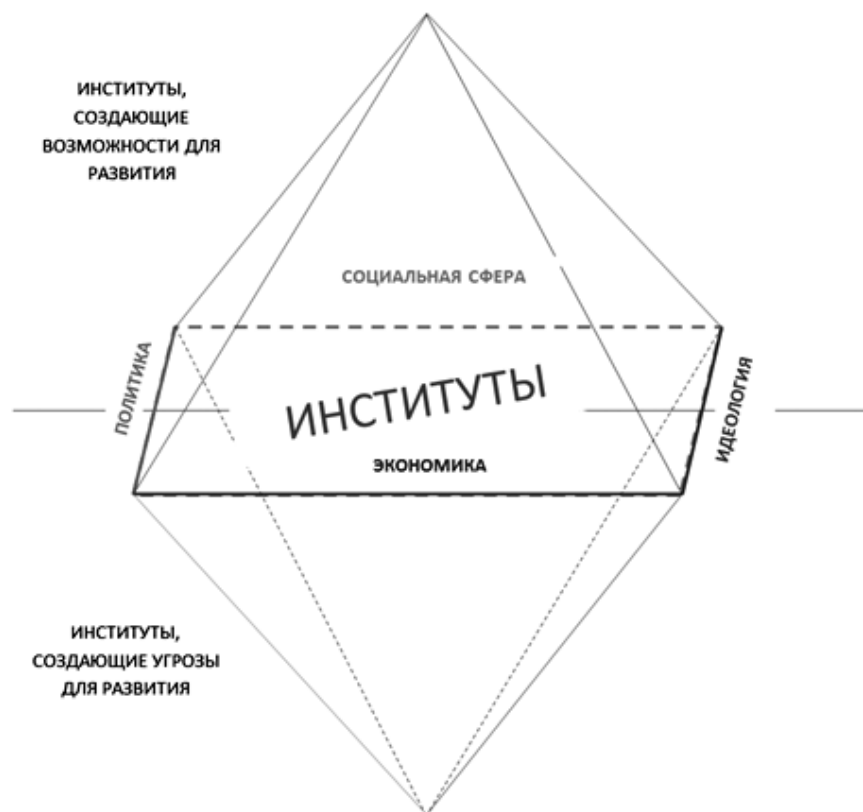 ИНСТИТУТЫ,
СОЗДАЮЩИЕ
ВОЗМОЖНОСТИ ДЛЯ
РАЗВИТИЯ
СОЦИАЛЬНАЯ СФЕРА
ПОЛИТИКА
ИНСТИТУТЫ
ИДЕОЛОГИЯ
ЭКОНОМИКА
ИНСТИТУТЫ,
СОЗДАЮЩИЕ УГРОЗЫ
ДЛЯ РАЗВИТИЯ